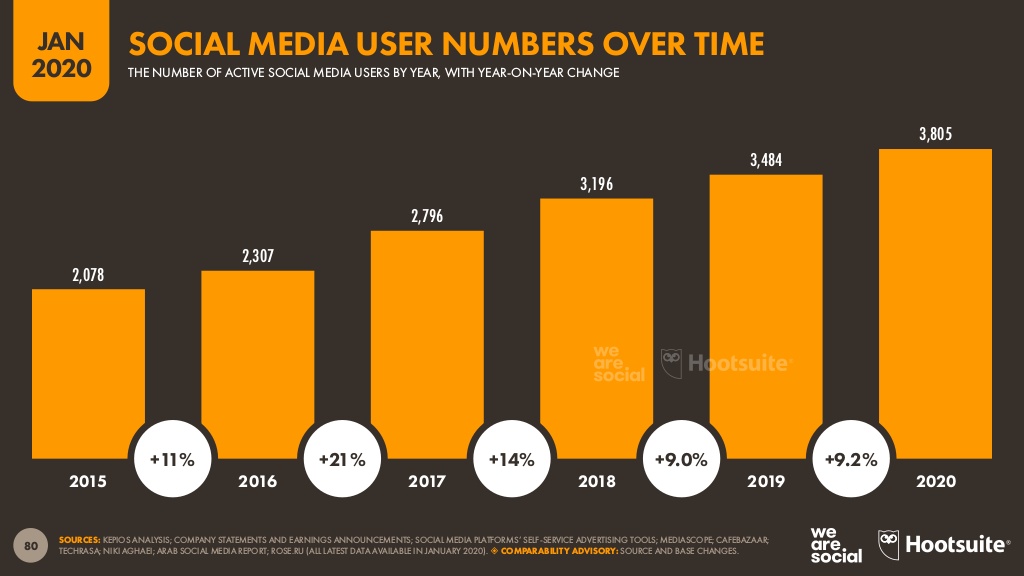 JAN
2020
SOCIAL MEDIA USER NUMBERS OVER TIME
THE NUMBER OF ACTIVE SOCIAL MEDIA USERS BY YEAR, WITH YEAR-ON-YEAR CHANGE
2,078
2,307
2,796
3,196
3,484
3,805
we
are
social
Hootsuite®
+11%
+21%
+14%
+9.0%
+9.2%
2015
2016
2017
2018
2019
2020
80
SOURCES: KEPIOS ANALYSIS; COMPANY STATEMENTS AND EARNINGS ANNOUNCEMENTS; SOCIAL MEDIA PLATFORMS' SELF-SERVICE ADVERTISING TOOLS; MEDIASCOPE; CAFEBAZAAR;
TECHRASA; NIKI AGHAEI; ARAB SOCIAL MEDIA REPORT; ROSE.RU (ALL LATEST DATA AVAILABLE IN JANUARY 2020). ◈ COMPARABILITY ADVISORY: SOURCE AND BASE CHANGES.
we
are
social
Hootsuite®